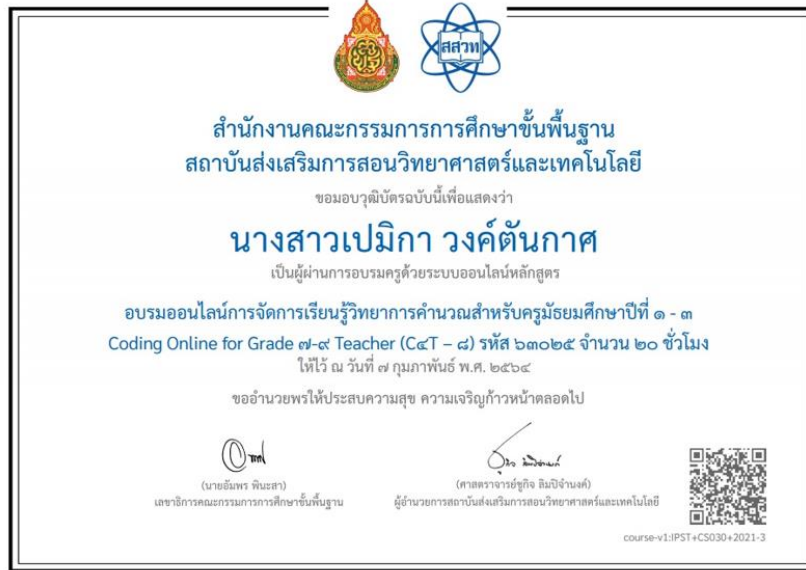 สสวท
สำนักงานคณะกรรมการการศึกษาขั้นพื้นฐาน
สถาบันส่งเสริมการสอนวิทยาศาสตร์และเทคโนโลยี
ขอมอบวุฒิบัตรฉบับนี้เพื่อแสดงว่า
นางสาวเปมิกา วงค์ตันกาศ
เป็นผู้ผ่านการอบรมครูด้วยระบบออนไลน์หลักสูตร
อบรมออนไลน์การจัดการเรียนรู้วิทยาการคำนวณสำหรับครูมัธยมศึกษาปีที่ ๑ - ๓
Coding Online for Grade ๗-๙ Teacher (C๔T – ๘) รหัส ๖๓๐๒๕ จำนวน ๒๐ ชั่วโมง
ให้ไว้ ณ วันที่ ๗ กุมภาพันธ์ พ.ศ. ๒๕๖๔
ขออำนวยพรให้ประสบความสุข ความเจริญก้าวหน้าตลอดไป
(นายอัมพร พินะสา)
เลขาธิการคณะกรรมการการศึกษาขั้นพื้นฐาน
(ศาสตราจารย์ชูกิจ ลิมปิจำนงค์)
ผู้อำนวยการสถาบันส่งเสริมการสอนวิทยาศาสตร์และเทคโนโลยี
course-v1:IPST+CS030+2021-3